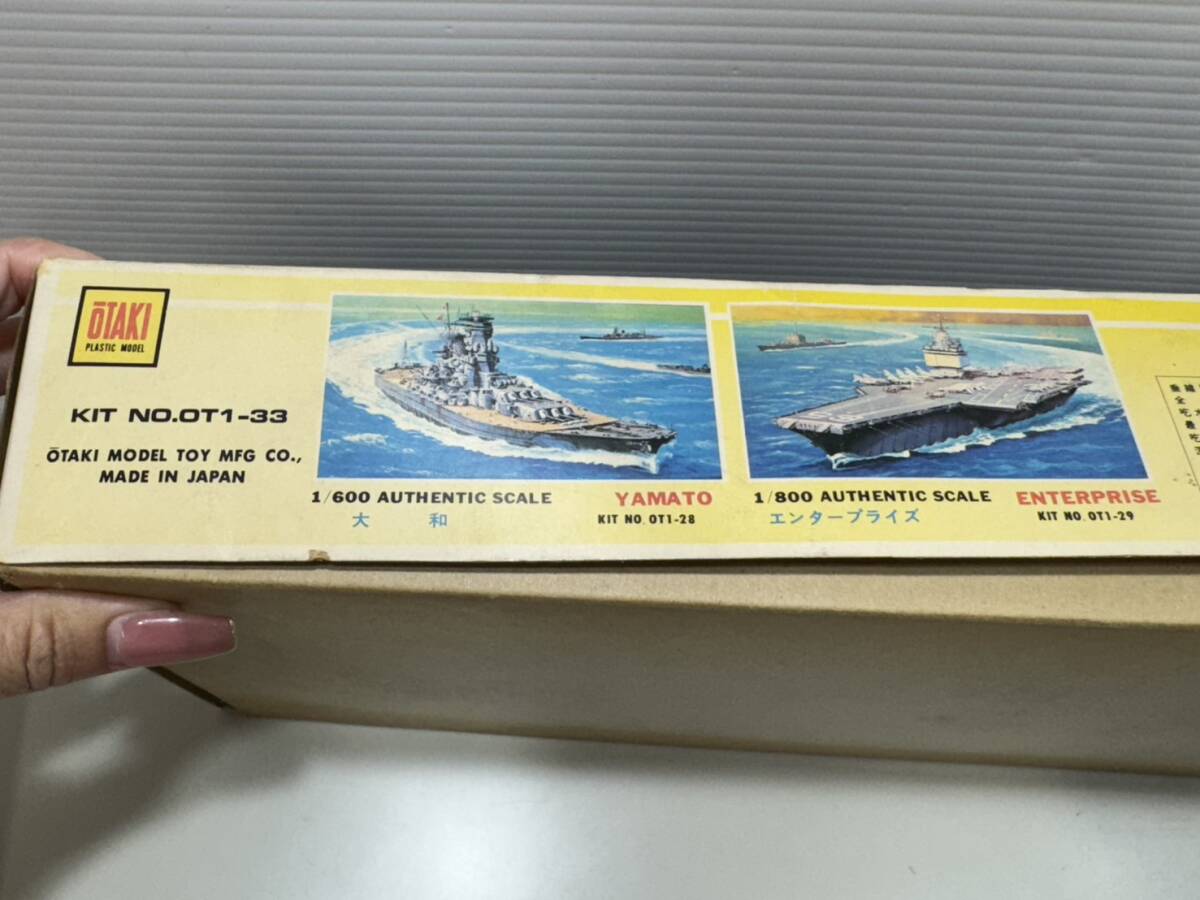 ŌTAKI
PLASTIC MODEL
KIT NO.OT1-33
ŌTAKI MODEL TOY MFG CO.,
MADE IN JAPAN
1/600 AUTHENTIC SCALE YAMATO
大和 KIT NO. OT1-28
1/800 AUTHENTIC SCALE ENTERPRISE
エンタープライズ KIT NO. OT1-29